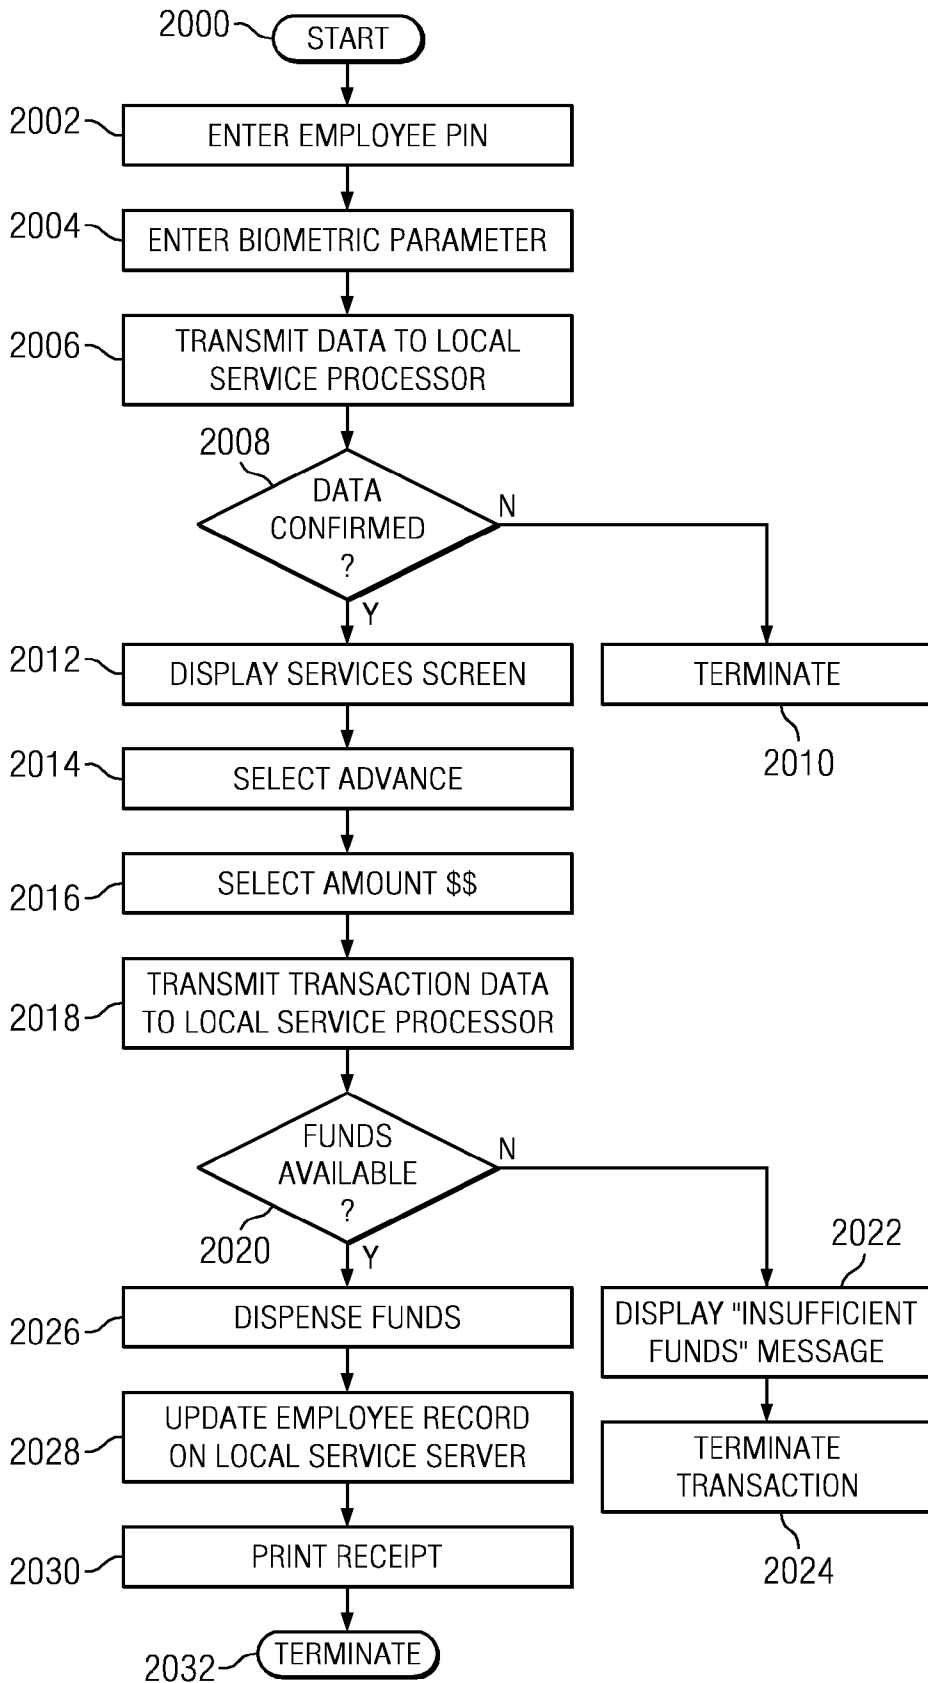 2000
START
2002
ENTER EMPLOYEE PIN
2004
ENTER BIOMETRIC PARAMETER
2006
TRANSMIT DATA TO LOCAL
SERVICE PROCESSOR
2008
DATA
CONFIRMED
?
N
Y
2012
DISPLAY SERVICES SCREEN
TERMINATE
2010
2014
SELECT ADVANCE
2016
SELECT AMOUNT $$
2018
TRANSMIT TRANSACTION DATA
TO LOCAL SERVICE PROCESSOR
FUNDS
AVAILABLE
?
N
2020
Y
2022
2026
DISPENSE FUNDS
DISPLAY "INSUFFICIENT
FUNDS" MESSAGE
2028
UPDATE EMPLOYEE RECORD
ON LOCAL SERVICE SERVER
TERMINATE
TRANSACTION
2024
2030
PRINT RECEIPT
2032
TERMINATE